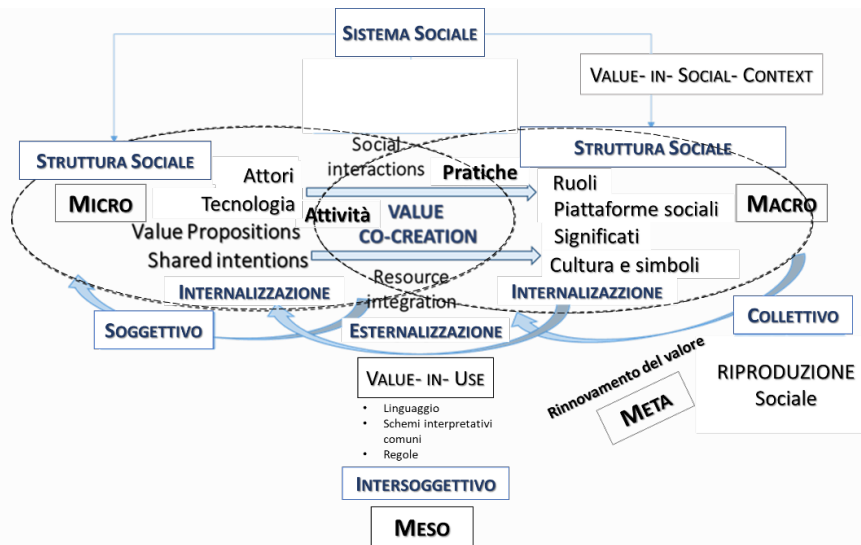 SISTEMA SOCIALE
VALUE- IN- SOCIAL- CONTEXT
STRUTTURA SOCIALE
Social
interactions
STRUTTURA SOCIALE
MICRO
Attori
Tecnologia
Value Propositions
Shared intentions
Pratiche
Attività
VALUE
CO-CREATION
Ruoli
Piattaforme sociali
Significati
Cultura e simboli
MACRO
INTERNALIZZAZIONE
Resource
integration
INTERNALIZAZZIONE
SOGGETTIVO
ESTERNALIZZAZIONE
COLLETTIVO
VALUE- IN- USE
• Linguaggio
• Schemi interpretativi
comuni
• Regole
Rinnovamento del valore
META
RIPRODUZIONE
Sociale
INTERSOGGETTIVO
MESO